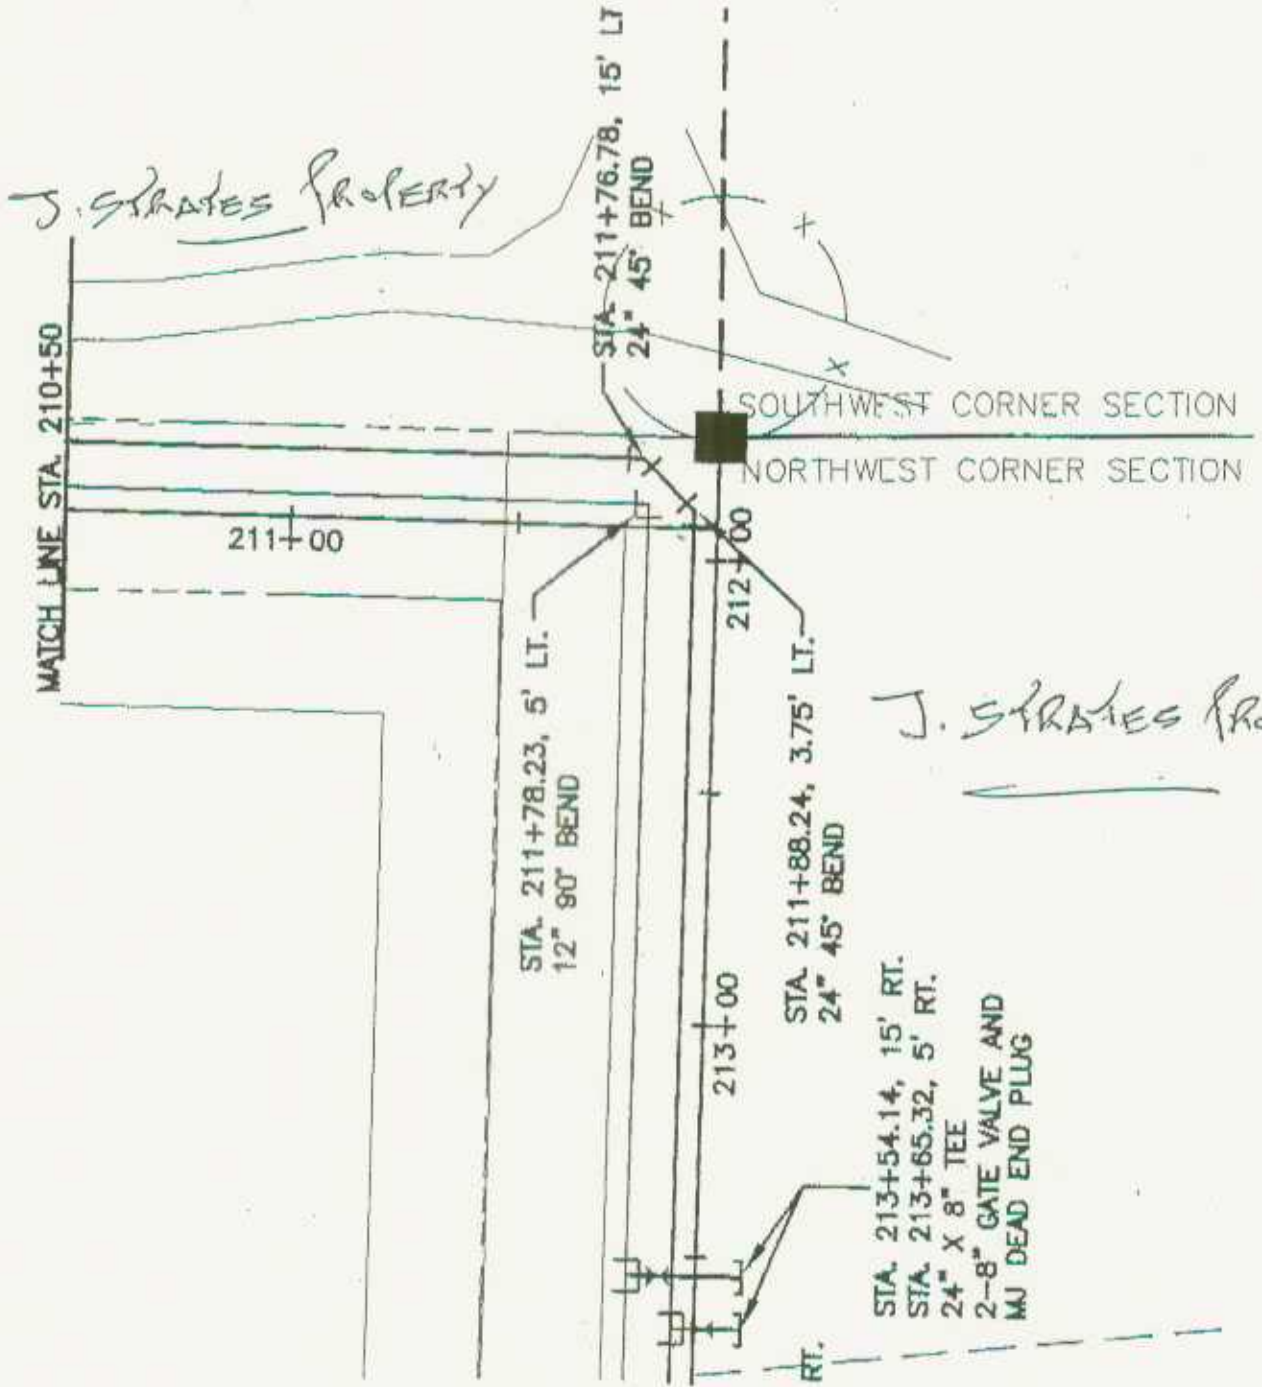 J. STRATES PROPERTY
MATCH LINE STA. 210+50
211+00
STA. 211+76.78, 15' LT
24" 45° BEND
SOUTHWEST CORNER SECTION
NORTHWEST CORNER SECTION
212+00
STA. 211+78.23, 5' LT.
12" 90° BEND
STA. 211+88.24, 3.75' LT.
24" 45° BEND
J. STRATES PRO
213+00
STA. 213+54.14, 15' RT.
STA. 213+65.32, 5' RT.
24" X 8" TEE
2-8" GATE VALVE AND
MJ DEAD END PLUG
RT.